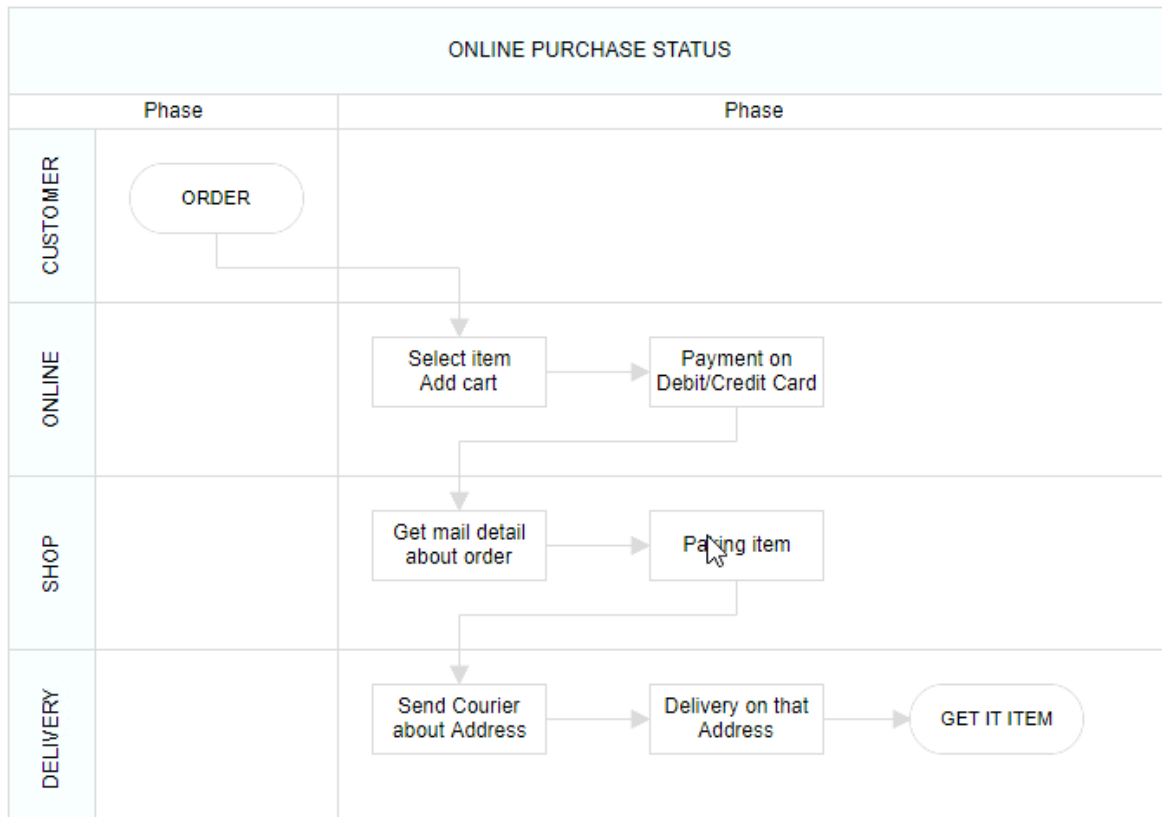 ONLINE PURCHASE STATUS
Phase
Phase
CUSTOMER
ORDER
ONLINE
Select item
Add cart
Payment on
Debit/Credit Card
SHOP
Get mail detail
about order
item
DELIVERY
Send Courier
about Address
Delivery on that
Address
GET IT ITEM